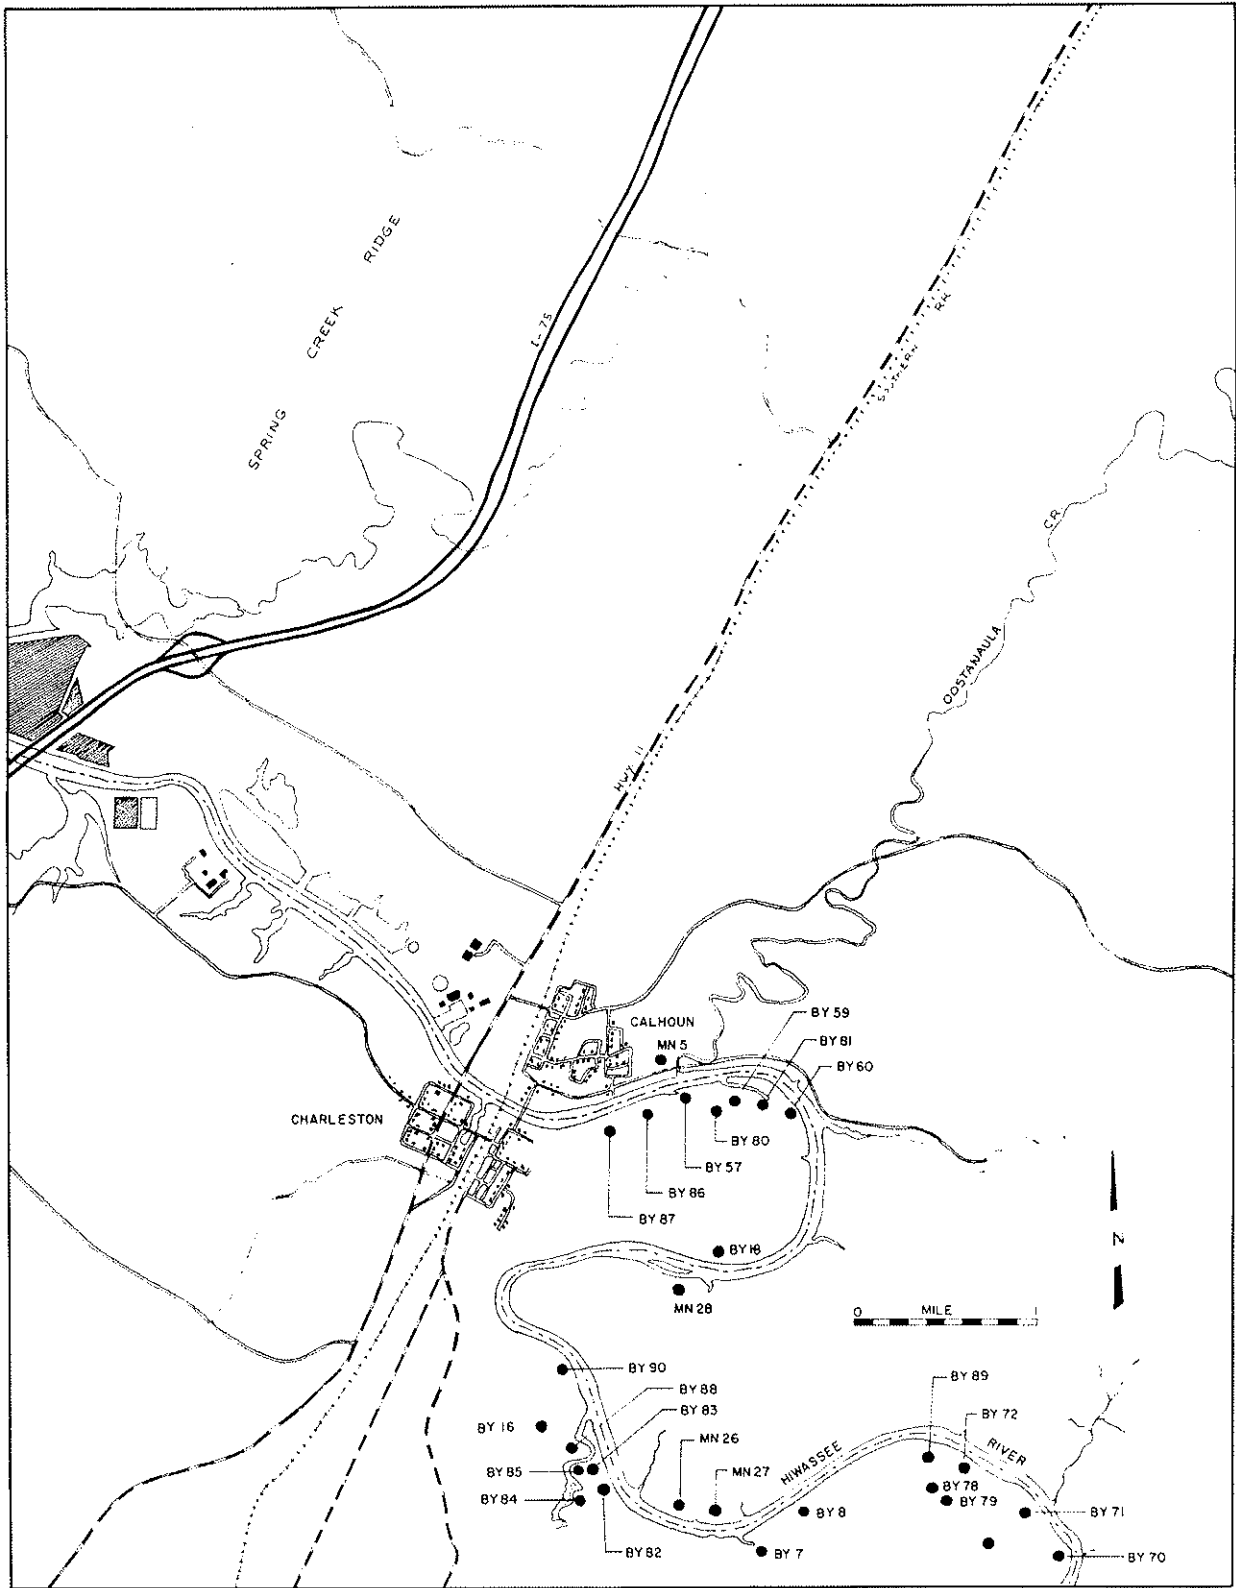 SPRING CREEK RIDGE
I-75
SOUTHERN RR
OOSTANAULA CR.
HWY. 11
CALHOUN
MN 5
BY 59
BY 81
BY 60
CHARLESTON
BY 80
BY 57
BY 86
BY 87
BY 18
MN 28
N
0 MILE 1
BY 90
BY 88
BY 83
BY 89
BY 72
BY 16
MN 26
MN 27
HIWASSEE RIVER
BY 85
BY 84
BY 78
BY 79
BY 8
BY 71
BY 82
BY 7
BY 70